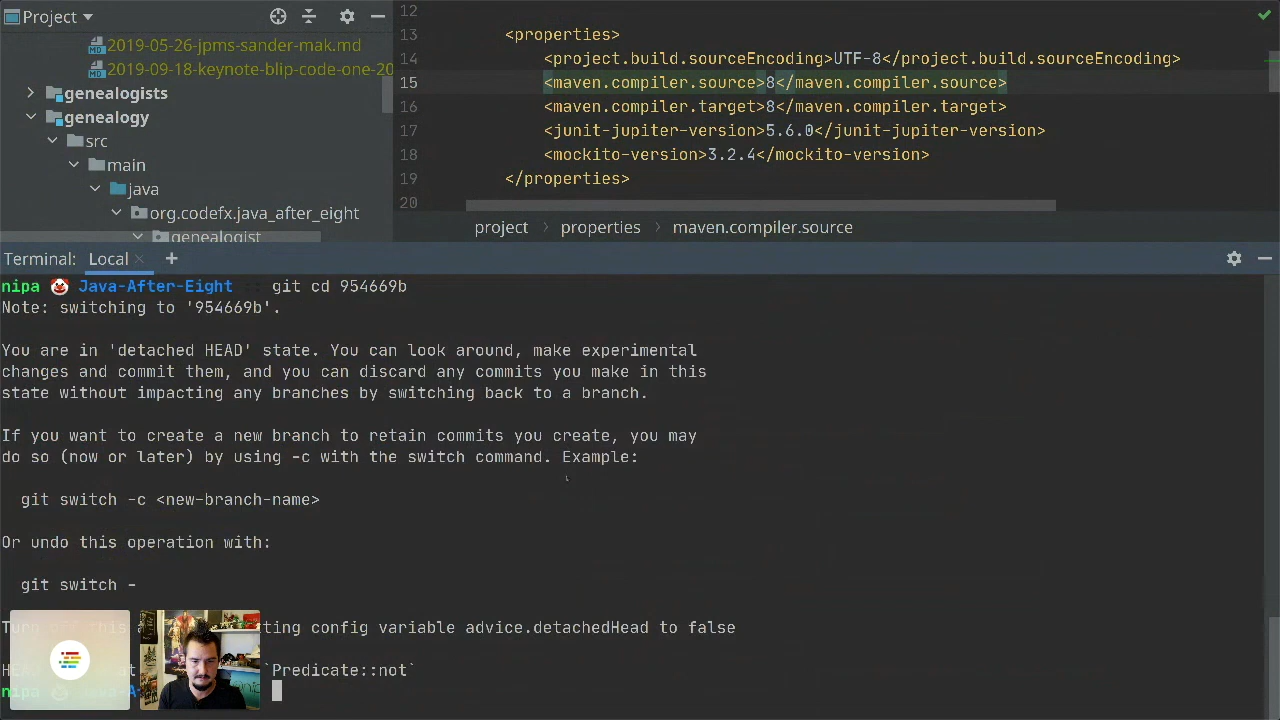 Project
2019-05-26-jpms-sander-mak.md
2019-09-18-keynote-blip-code-one-20
genealogists
genealogy
src
main
java
org.codefx.java_after_eight
genealogist
12
13 <properties>
14 <project.build.sourceEncoding>UTF-8</project.build.sourceEncoding>
15 <maven.compiler.source>8</maven.compiler.source>
16 <maven.compiler.target>8</maven.compiler.target>
17 <junit-jupiter-version>5.6.0</junit-jupiter-version>
18 <mockito-version>3.2.4</mockito-version>
19 </properties>
20
project > properties > maven.compiler.source
Terminal: Local × +
nipa 🤡 Java-After-Eight :: git cd 954669b
Note: switching to '954669b'.
You are in 'detached HEAD' state. You can look around, make experimental
changes and commit them, and you can discard any commits you make in this
state without impacting any branches by switching back to a branch.
If you want to create a new branch to retain commits you create, you may
do so (now or later) by using -c with the switch command. Example:
git switch -c <new-branch-name>
Or undo this operation with:
git switch -
ting config variable advice.detachedHead to false
`Predicate::not`
nipa